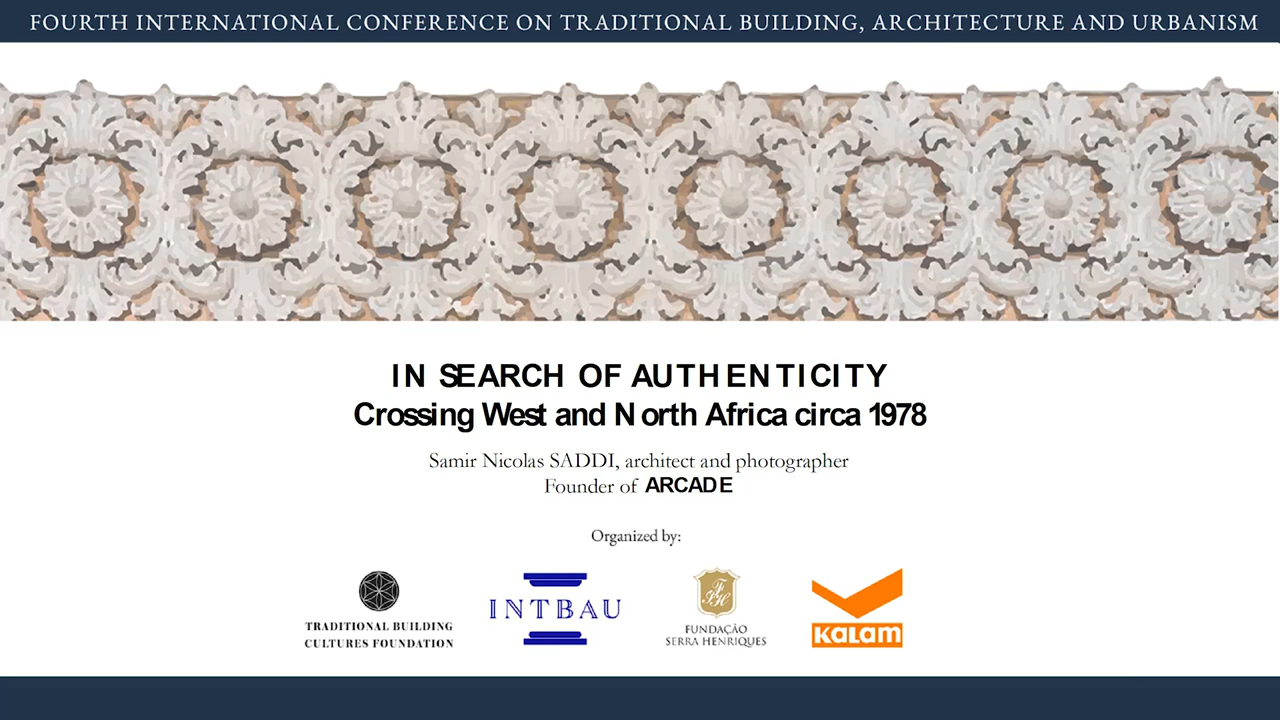 FOURTH INTERNATIONAL CONFERENCE ON TRADITIONAL BUILDING, ARCHITECTURE AND URBANISM
IN SEARCH OF AUTHENTICITY
Crossing West and North Africa circa 1978
Samir Nicolas SADDI, architect and photographer
Founder of ARCADE
Organized by:
TRADITIONAL BUILDING
CULTURES FOUNDATION
INTBAU
FUNDAÇÃO
SERRA HENRIQUES
KALAM